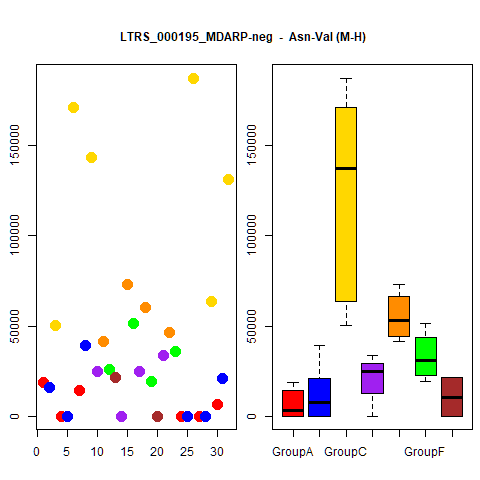 LTRS_000195_MDARP-neg - Asn-Val (M-H)
150000
100000
50000
0
0 5 10 15 20 25 30
150000
100000
50000
0
GroupA GroupC GroupF